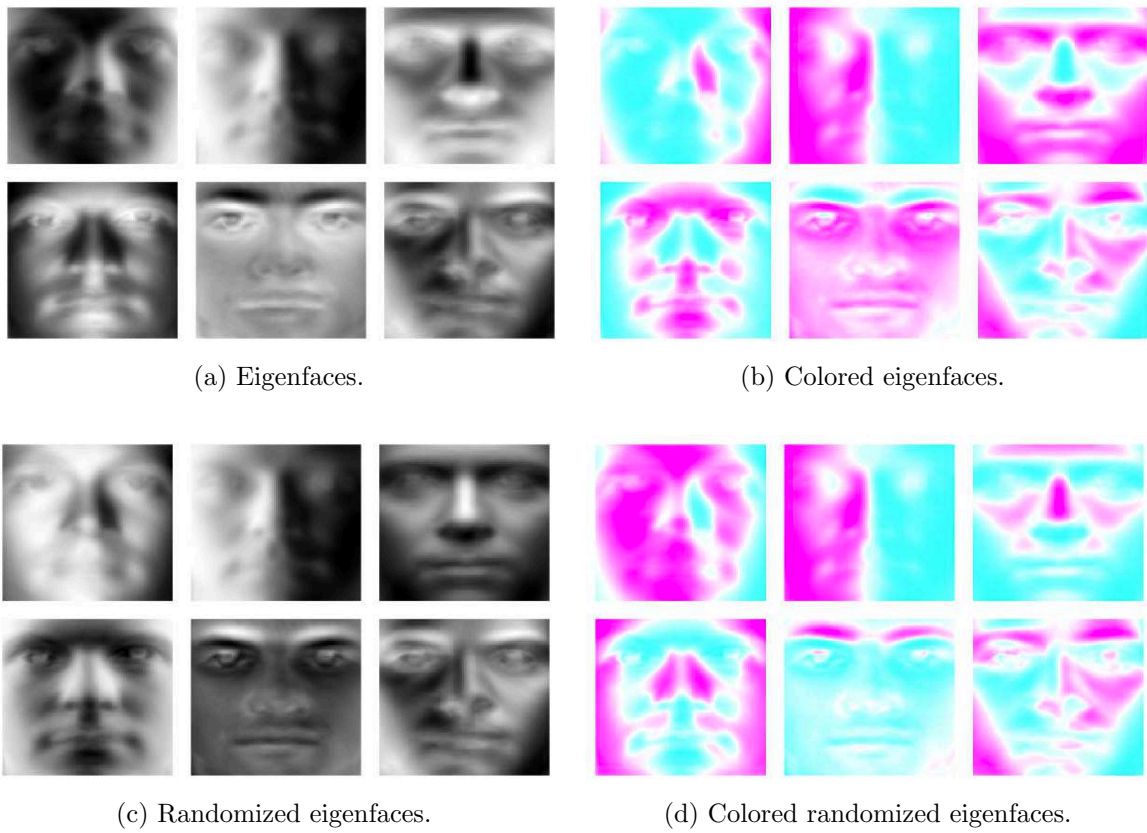 (a) Eigenfaces.
(b) Colored eigenfaces.
(c) Randomized eigenfaces.
(d) Colored randomized eigenfaces.